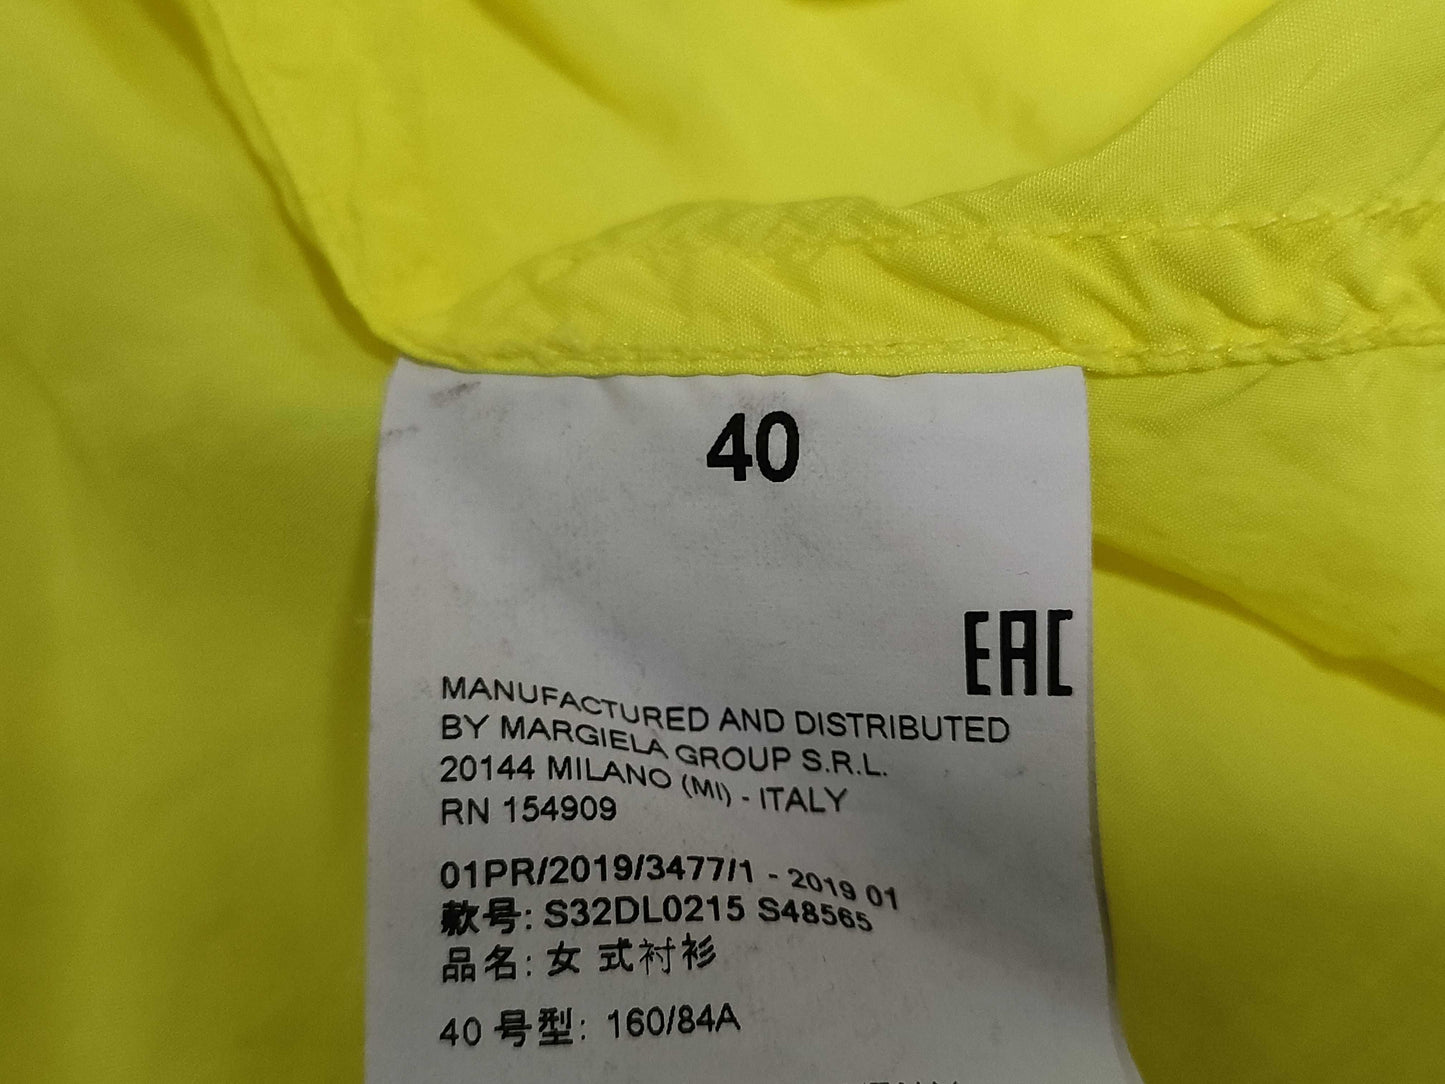 40
EAC
MANUFACTURED AND DISTRIBUTED
BY MARGIELA GROUP S.R.L.
20144 MILANO (MI) - ITALY
RN 154909
01PR/2019/3477/1 - 2019 01
款号: S32DL0215 S48565
品名: 女 式衬衫
40 号型: 160/84A